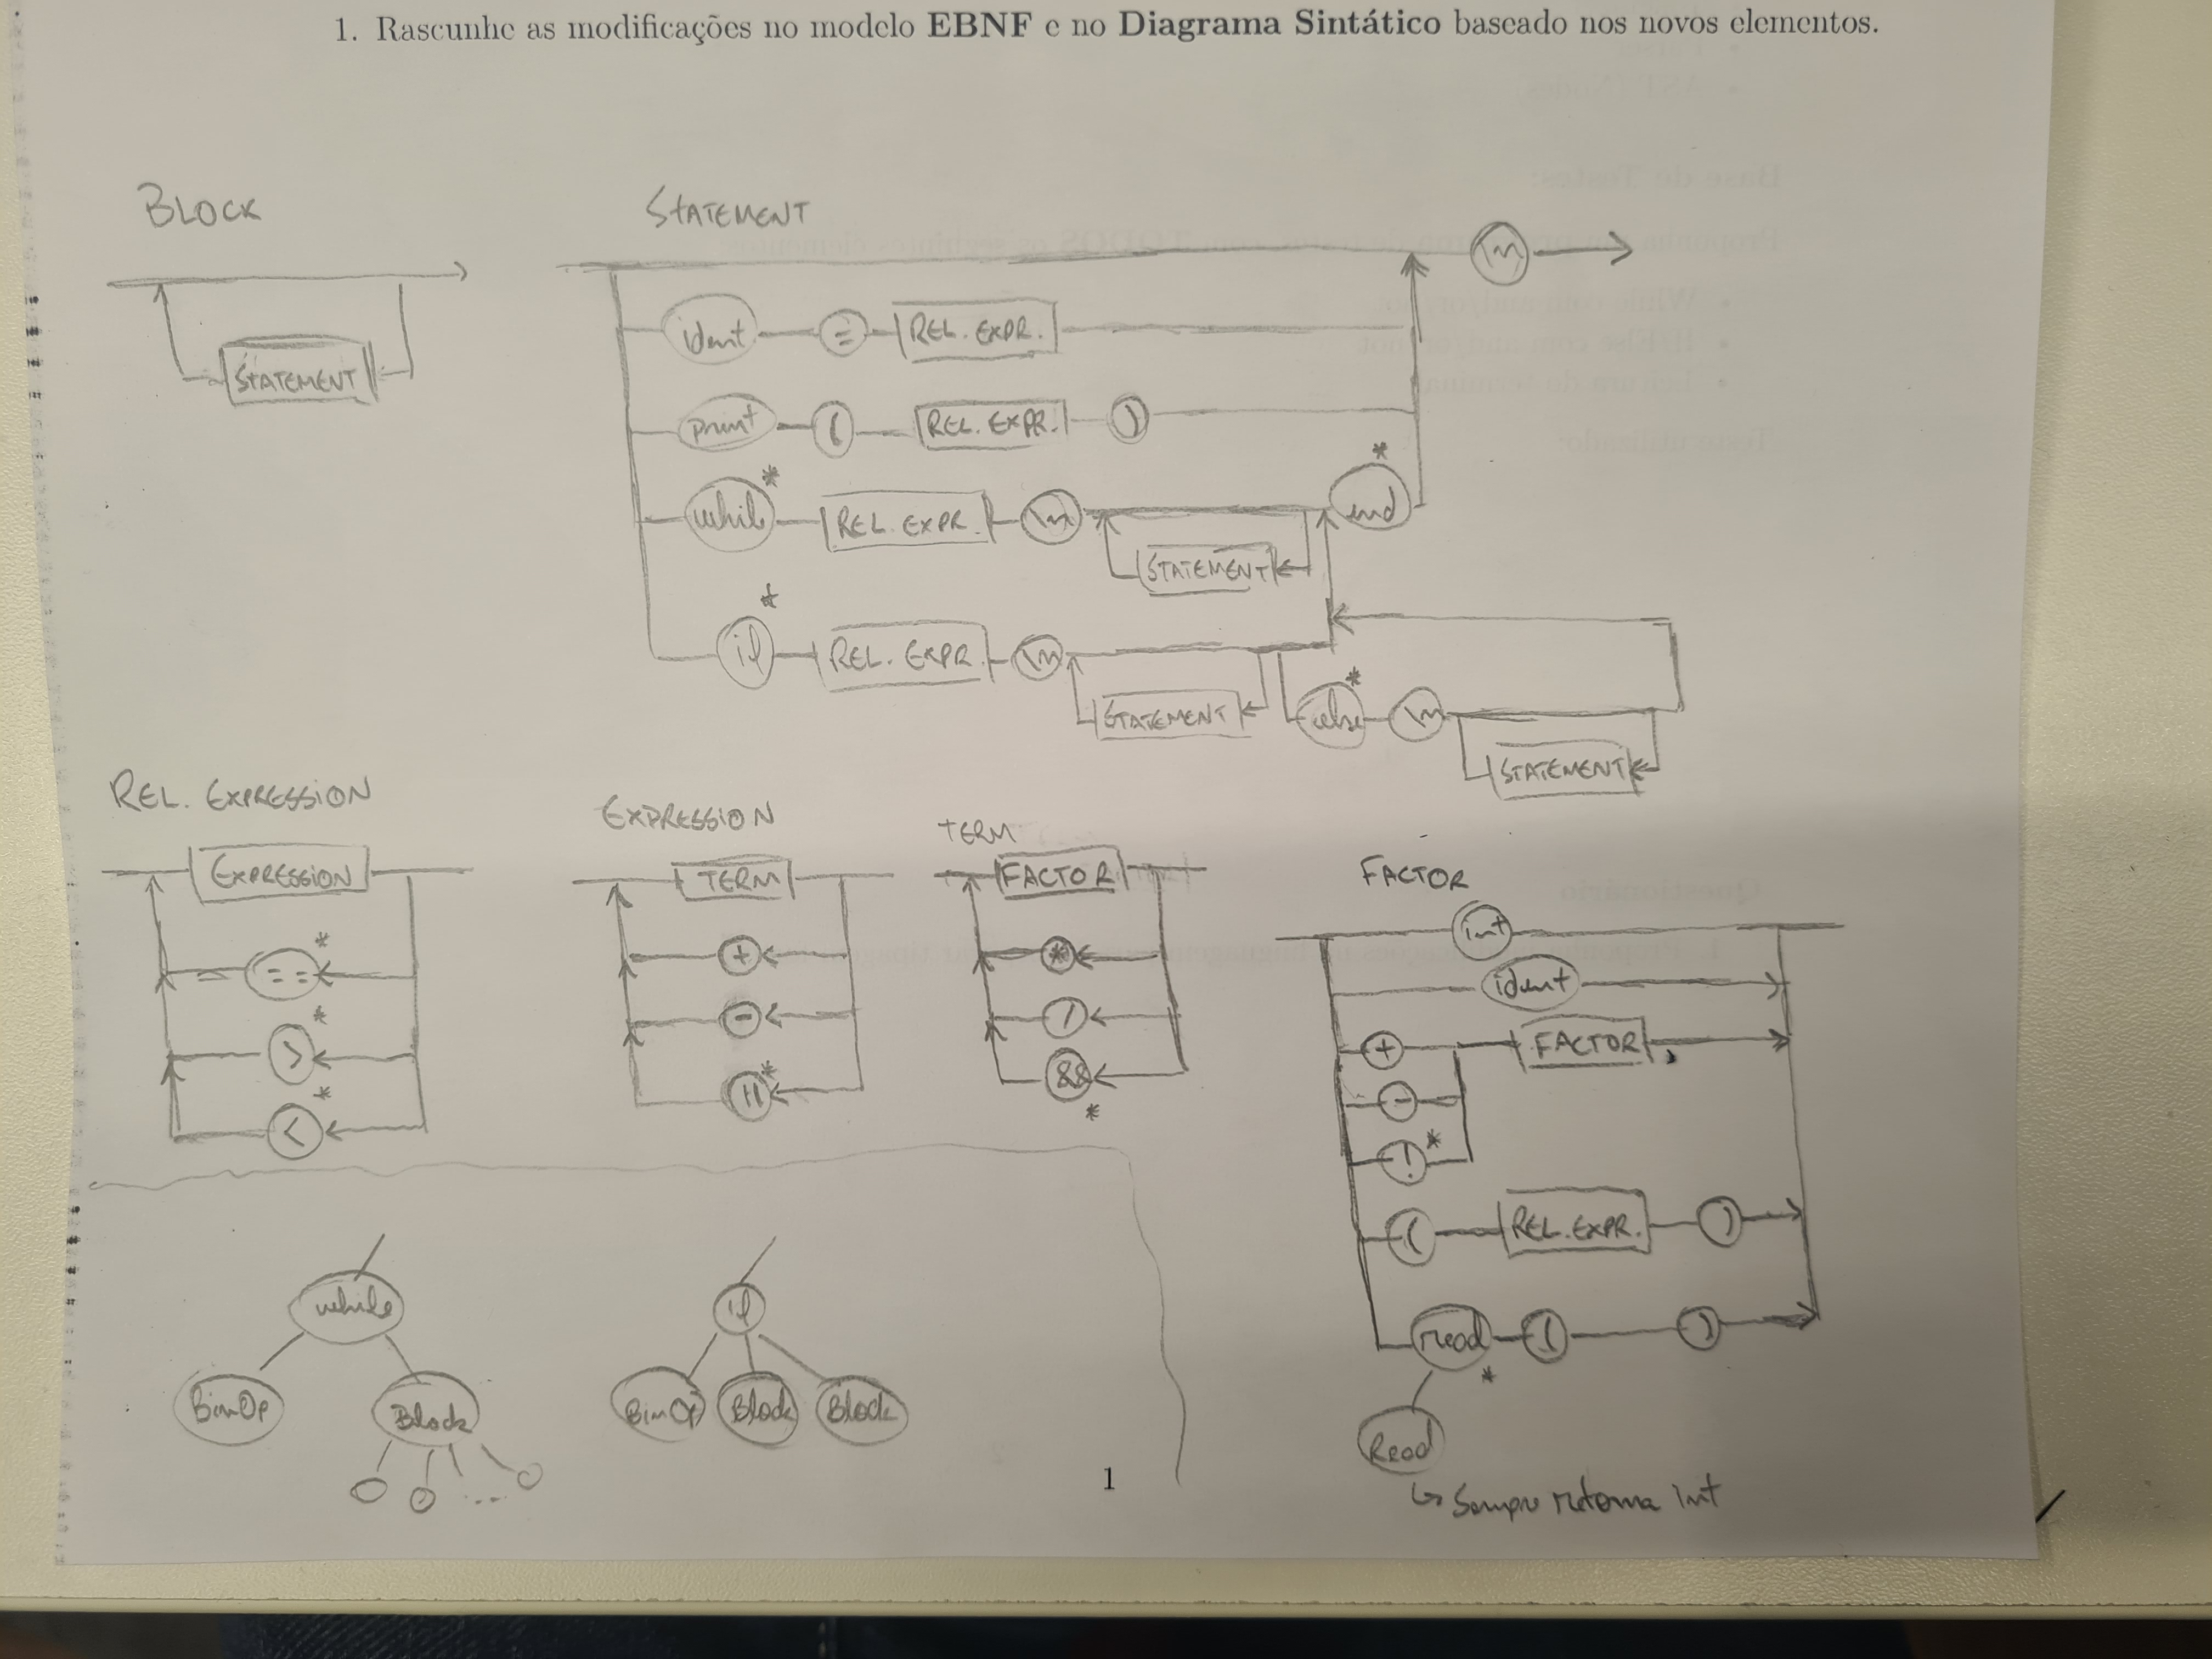 1. Rascunhe as modificações no modelo EBNF e no Diagrama Sintático baseado nos novos elementos.
BLOCK
STATEMENT
STATEMENT
\n
ident = REL. EXPR.
print ( REL. EXPR. )
while * REL. EXPR. \n STATEMENT end *
if * REL. EXPR. \n STATEMENT else * \n STATEMENT
REL. EXPRESSION
EXPRESSION
== *
> *
< *
EXPRESSION
TERM
+
-
|| *
TERM
FACTOR
*
/
&& *
FACTOR
int
ident
+ FACTOR
-
! *
( REL. EXPR. )
read * ( )
Read
↳ Sempre retorna int
while
BinOp Block
...
if
BinOp Block Block
1